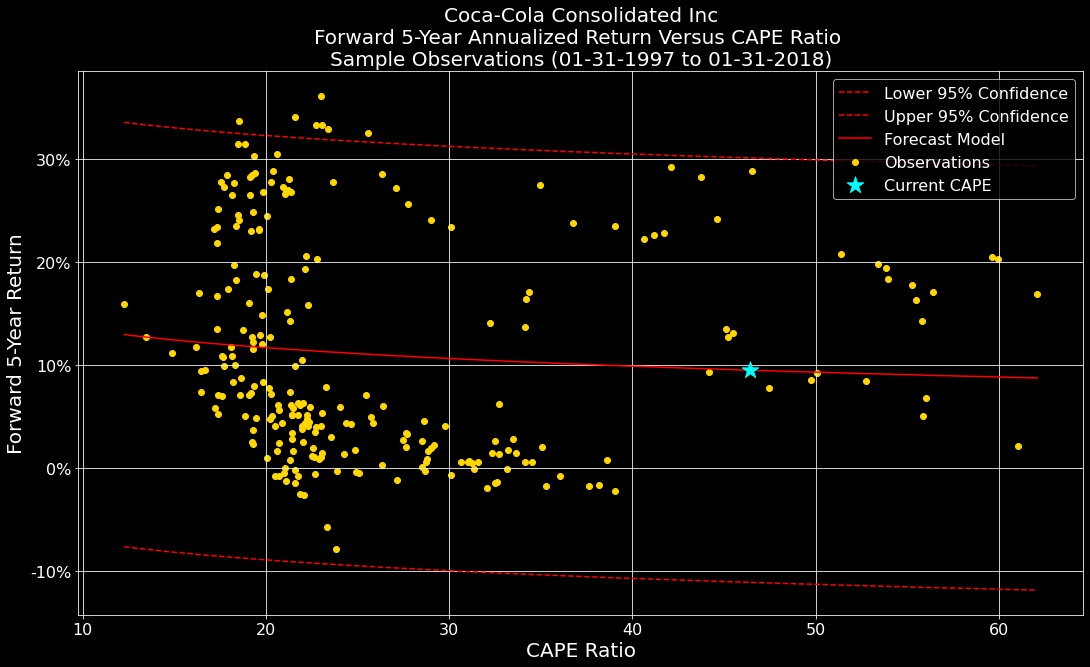 Coca-Cola Consolidated Inc
Forward 5-Year Annualized Return Versus CAPE Ratio
Sample Observations (01-31-1997 to 01-31-2018)
Lower 95% Confidence
Upper 95% Confidence
Forecast Model
Observations
Current CAPE
Forward 5-Year Return
30%
20%
10%
0%
-10%
10 20 30 40 50 60
CAPE Ratio